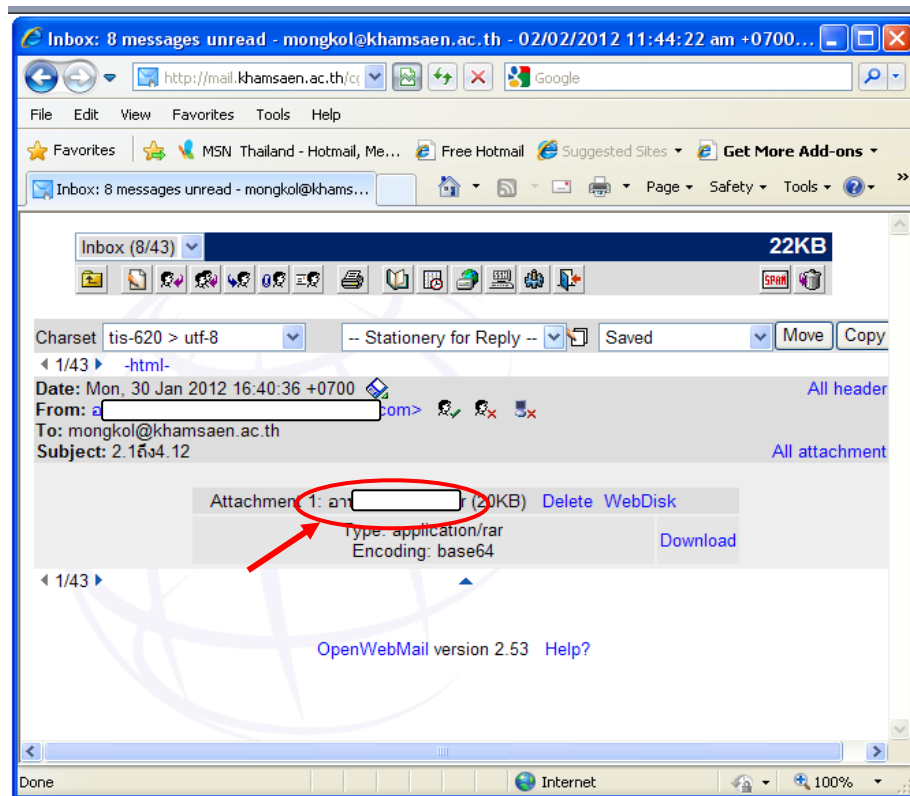 Inbox: 8 messages unread - mongkol@khamsaen.ac.th - 02/02/2012 11:44:22 am +0700...
http://mail.khamsaen.ac.th/cg
Google
File Edit View Favorites Tools Help
Favorites MSN Thailand - Hotmail, Me... Free Hotmail Suggested Sites Get More Add-ons
Inbox: 8 messages unread - mongkol@khams... Page Safety Tools »
Inbox (8/43) 22KB
SSH SPAM
Charset tis-620 > utf-8 -- Stationery for Reply -- Saved Move Copy
1/43 -html-
Date: Mon, 30 Jan 2012 16:40:36 +0700 All header
From: com>
To: mongkol@khamsaen.ac.th
Subject: 2.1ถึง4.12 All attachment
Attachment 1: (20KB) Delete WebDisk
Type: application/rar
Encoding: base64 Download
1/43
OpenWebMail version 2.53 Help?
Done Internet 100%